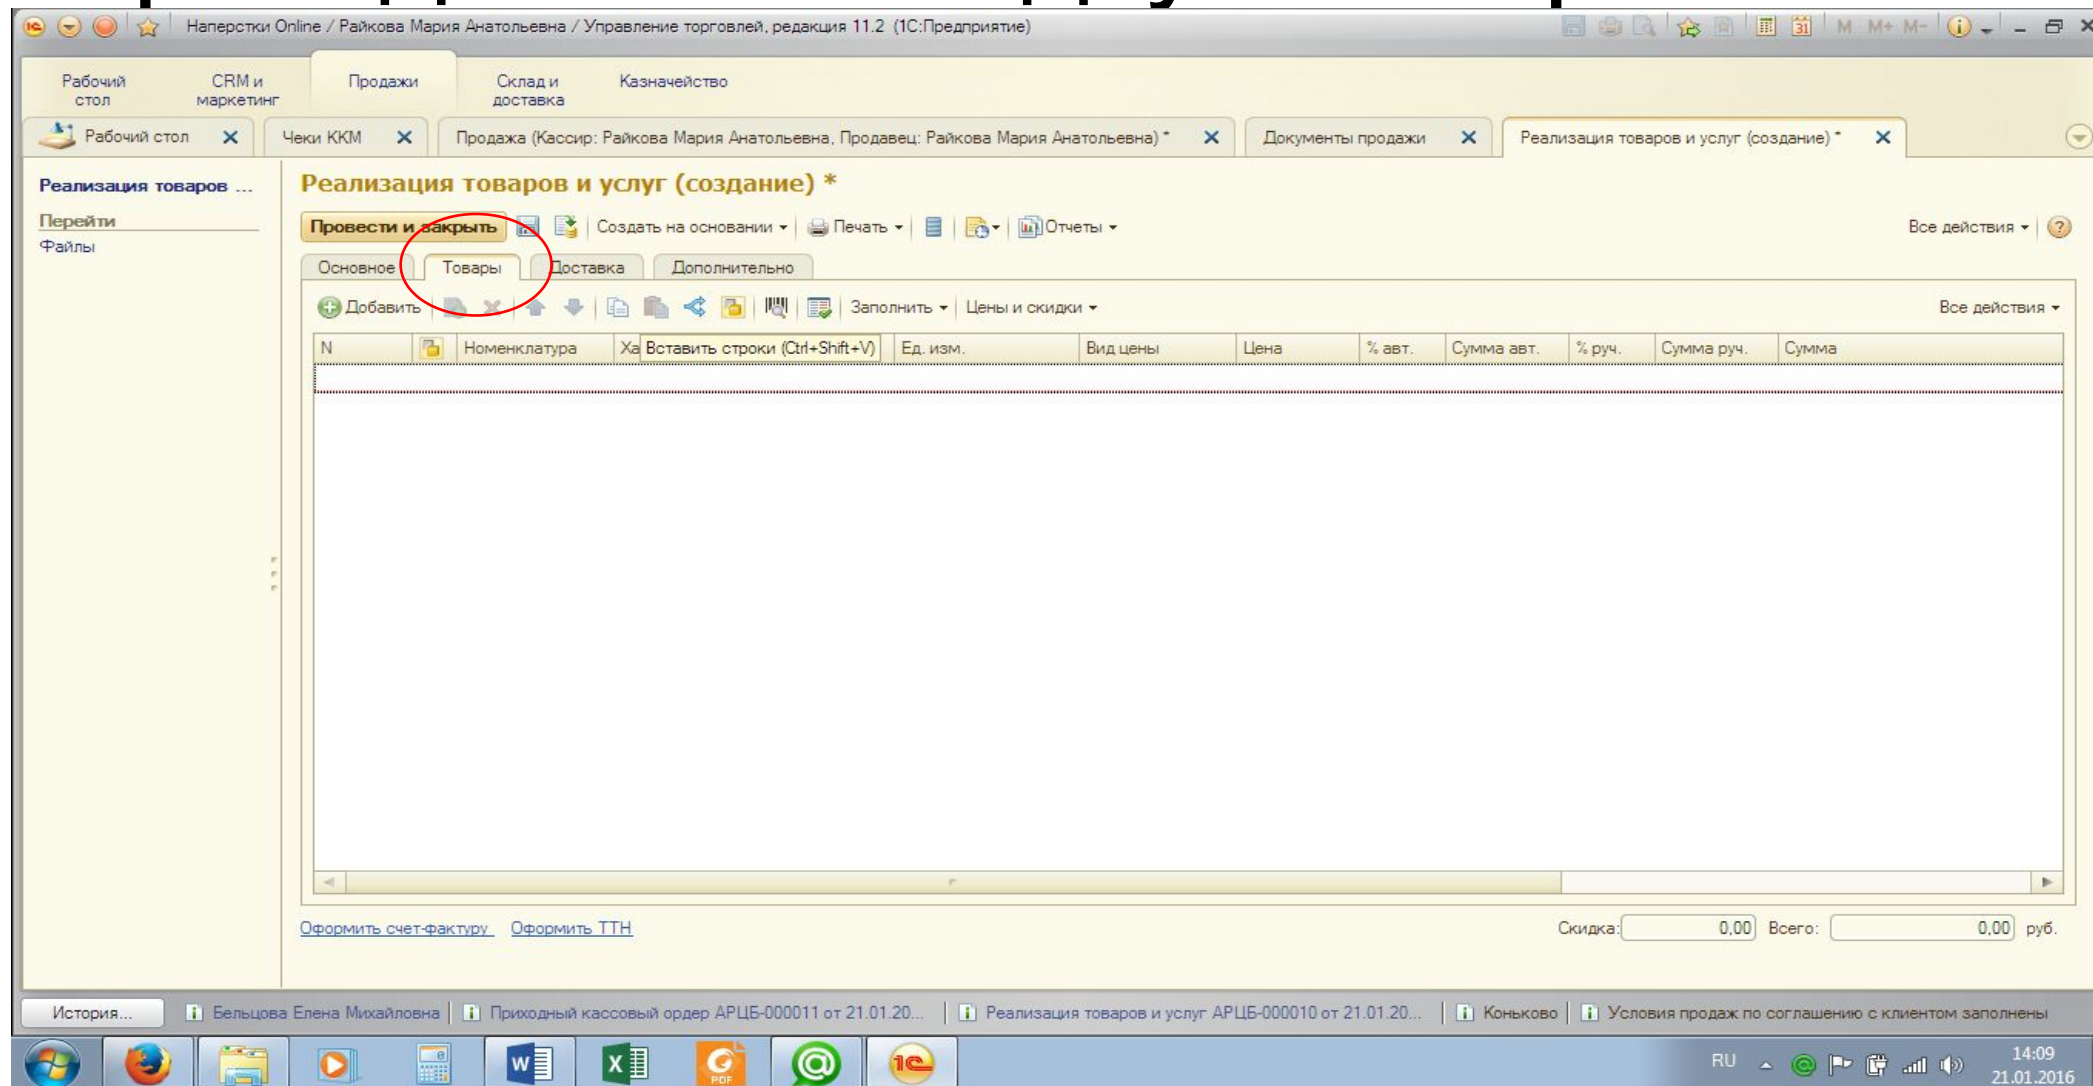 Наперстки Online / Райкова Мария Анатольевна / Управление торговлей, редакция 11.2 (1С:Предприятие)
M M+ M-
Рабочий стол
CRM и маркетинг
Продажи
Склад и доставка
Казначейство
Рабочий стол
Чеки ККМ
Продажа (Кассир: Райкова Мария Анатольевна, Продавец: Райкова Мария Анатольевна) *
Документы продажи
Реализация товаров и услуг (создание) *
Реализация товаров ...
Перейти
Файлы
Реализация товаров и услуг (создание) *
Провести и закрыть
Создать на основании
Печать
Отчеты
Все действия
Основное
Товары
Доставка
Дополнительно
Добавить
Заполнить
Цены и скидки
Все действия
N
Номенклатура
Ха
Вставить строки (Ctrl+Shift+V)
Ед. изм.
Вид цены
Цена
% авт.
Сумма авт.
% руч.
Сумма руч.
Сумма
Оформить счет-фактуру
Оформить ТТН
Скидка: 0,00
Всего: 0,00 руб.
История...
Бельцова Елена Михайловна
Приходный кассовый ордер АРЦБ-000011 от 21.01.20...
Реализация товаров и услуг АРЦБ-000010 от 21.01.20...
Коньково
Условия продаж по соглашению с клиентом заполнены
RU
14:09
21.01.2016